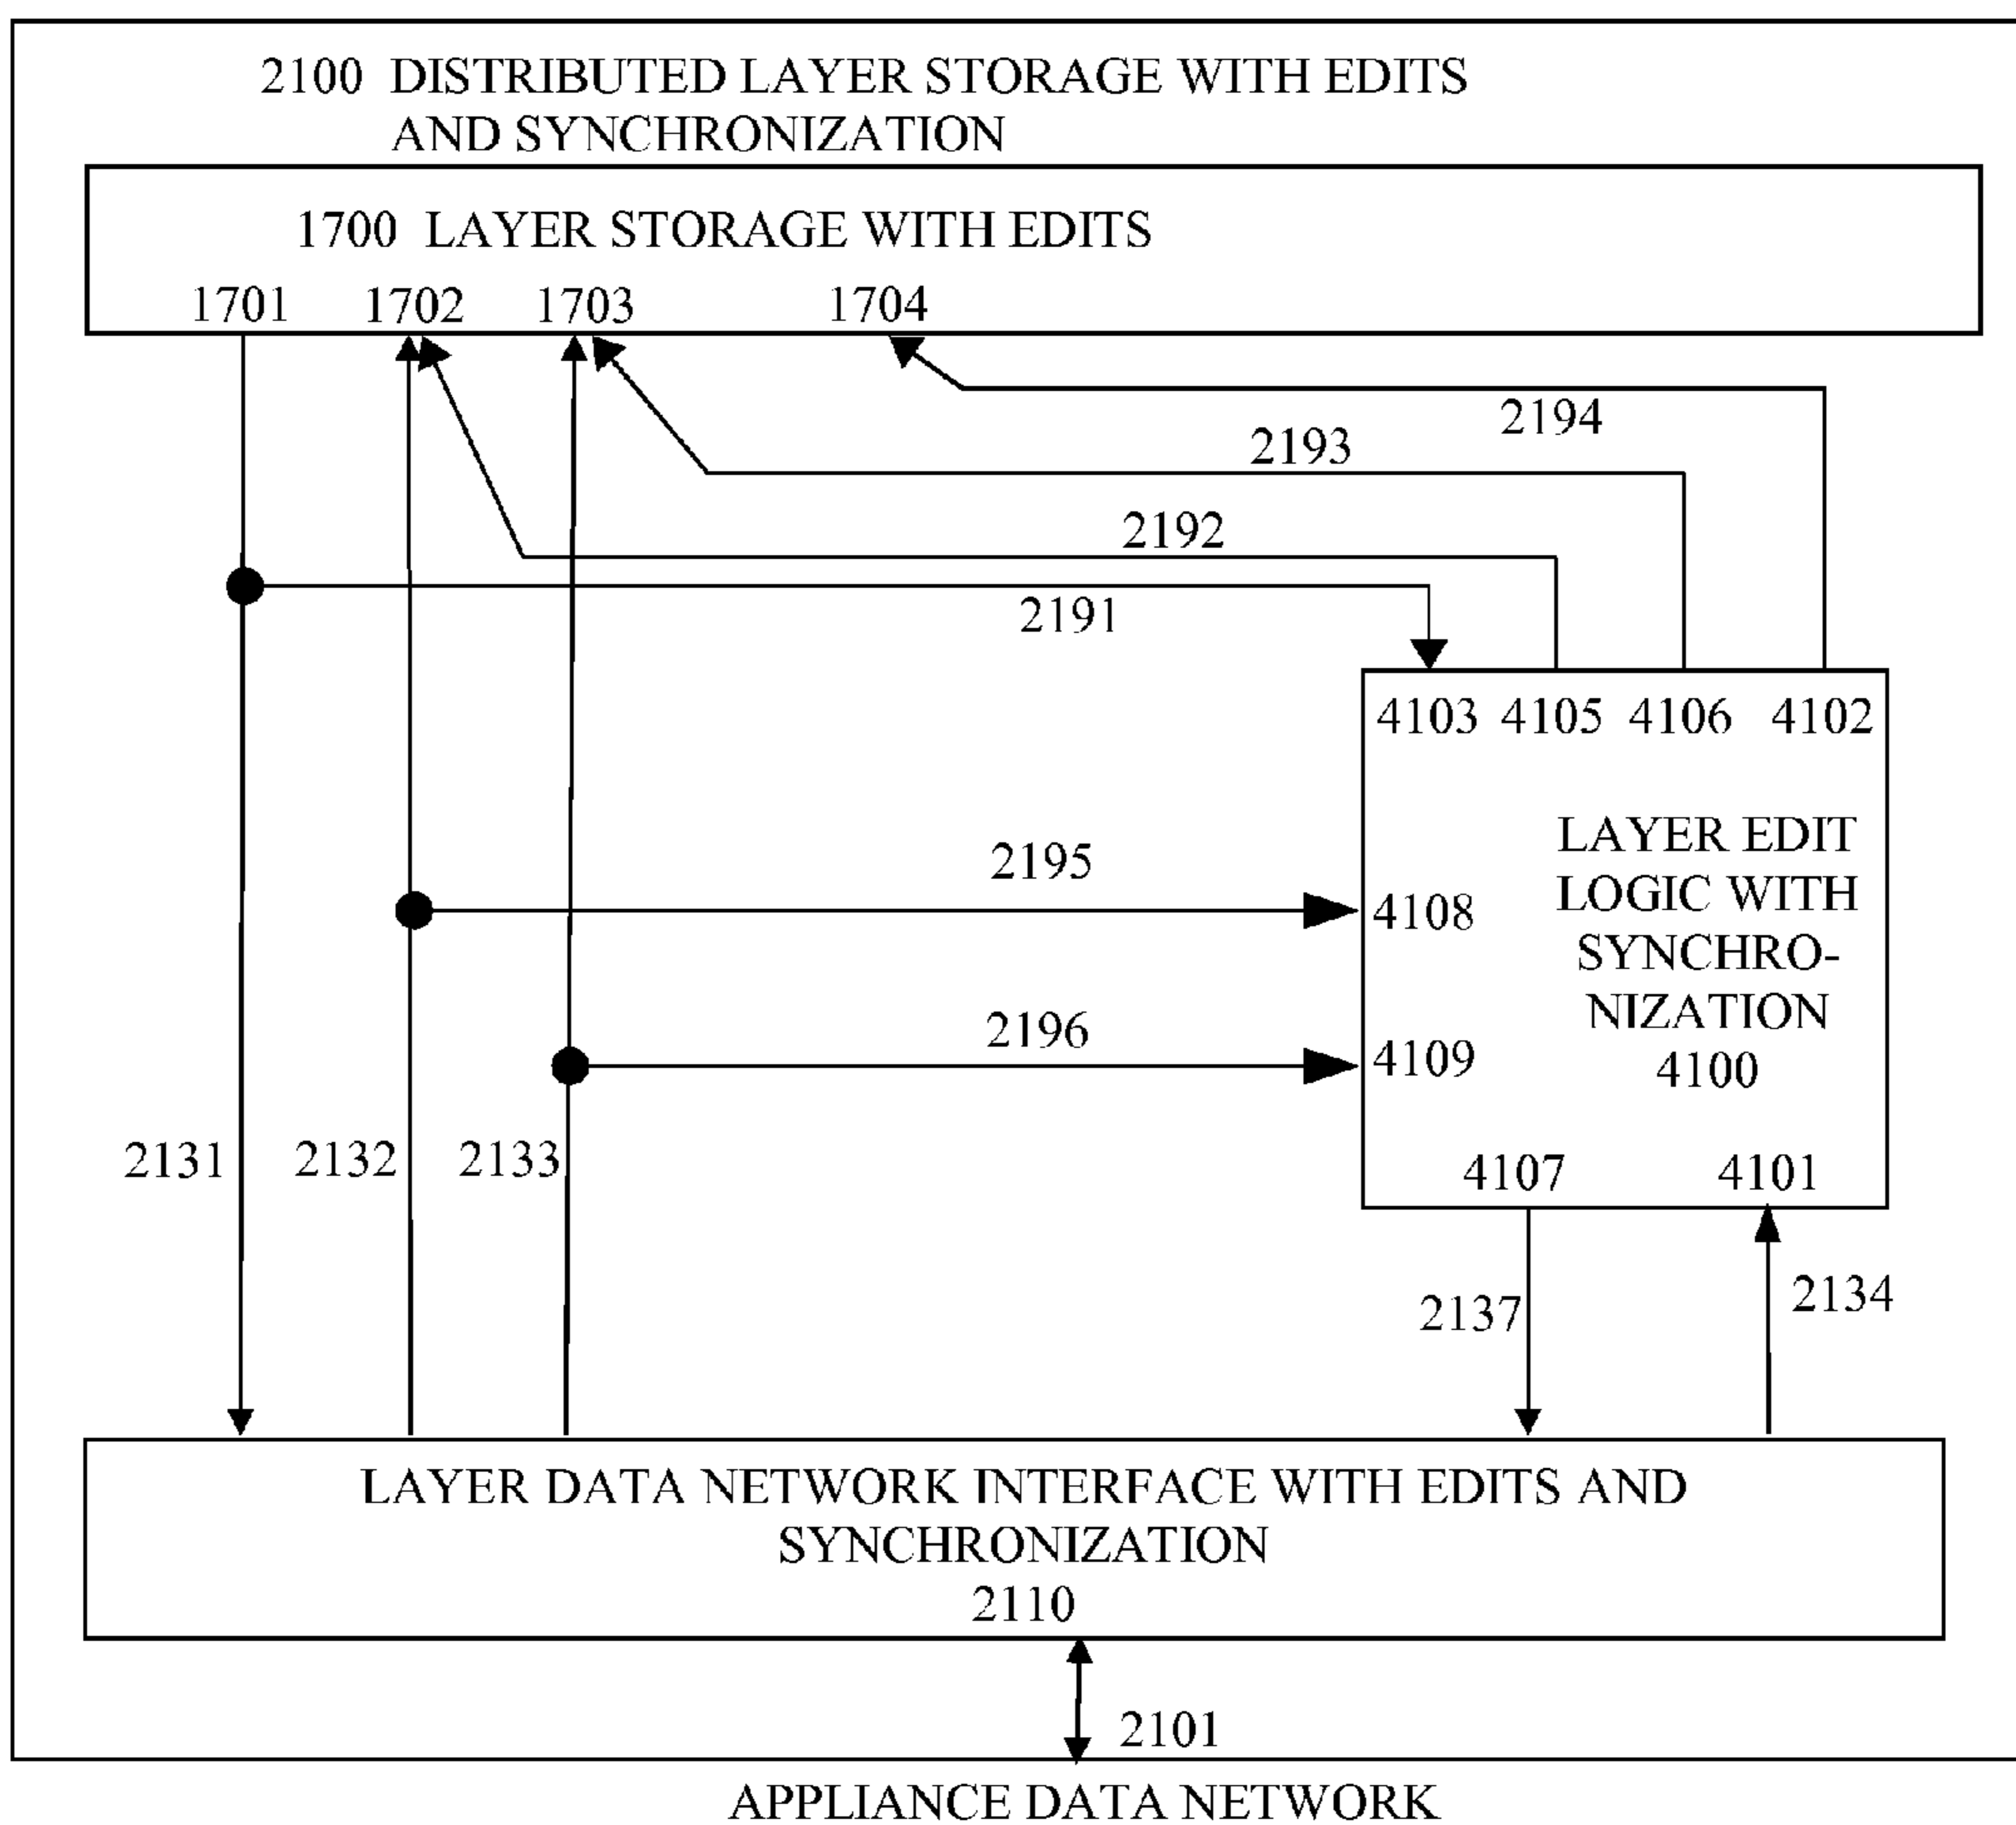 2100 DISTRIBUTED LAYER STORAGE WITH EDITS
AND SYNCHRONIZATION
1700 LAYER STORAGE WITH EDITS
1701 1702 1703 1704
2194
2193
2192
2191
4103 4105 4106 4102
LAYER EDIT
LOGIC WITH
SYNCHRO-
NIZATION
4100
2195
4108
2196
4109
2131 2132 2133
4107 4101
2137
2134
LAYER DATA NETWORK INTERFACE WITH EDITS AND
SYNCHRONIZATION
2110
2101
APPLIANCE DATA NETWORK